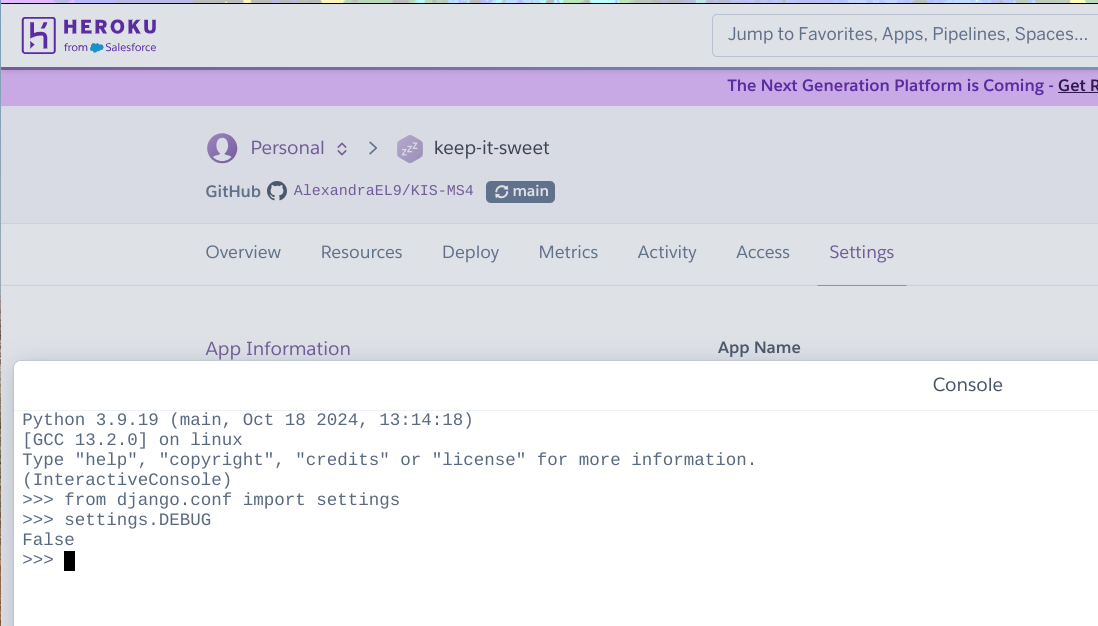 HEROKU
from Salesforce
Jump to Favorites, Apps, Pipelines, Spaces...
The Next Generation Platform is Coming - Get R
Personal > zzz keep-it-sweet
GitHub AlexandraEL9/KIS-MS4 main
Overview Resources Deploy Metrics Activity Access Settings
App Information App Name
Console
Python 3.9.19 (main, Oct 18 2024, 13:14:18)
[GCC 13.2.0] on linux
Type "help", "copyright", "credits" or "license" for more information.
(InteractiveConsole)
>>> from django.conf import settings
>>> settings.DEBUG
False
>>>